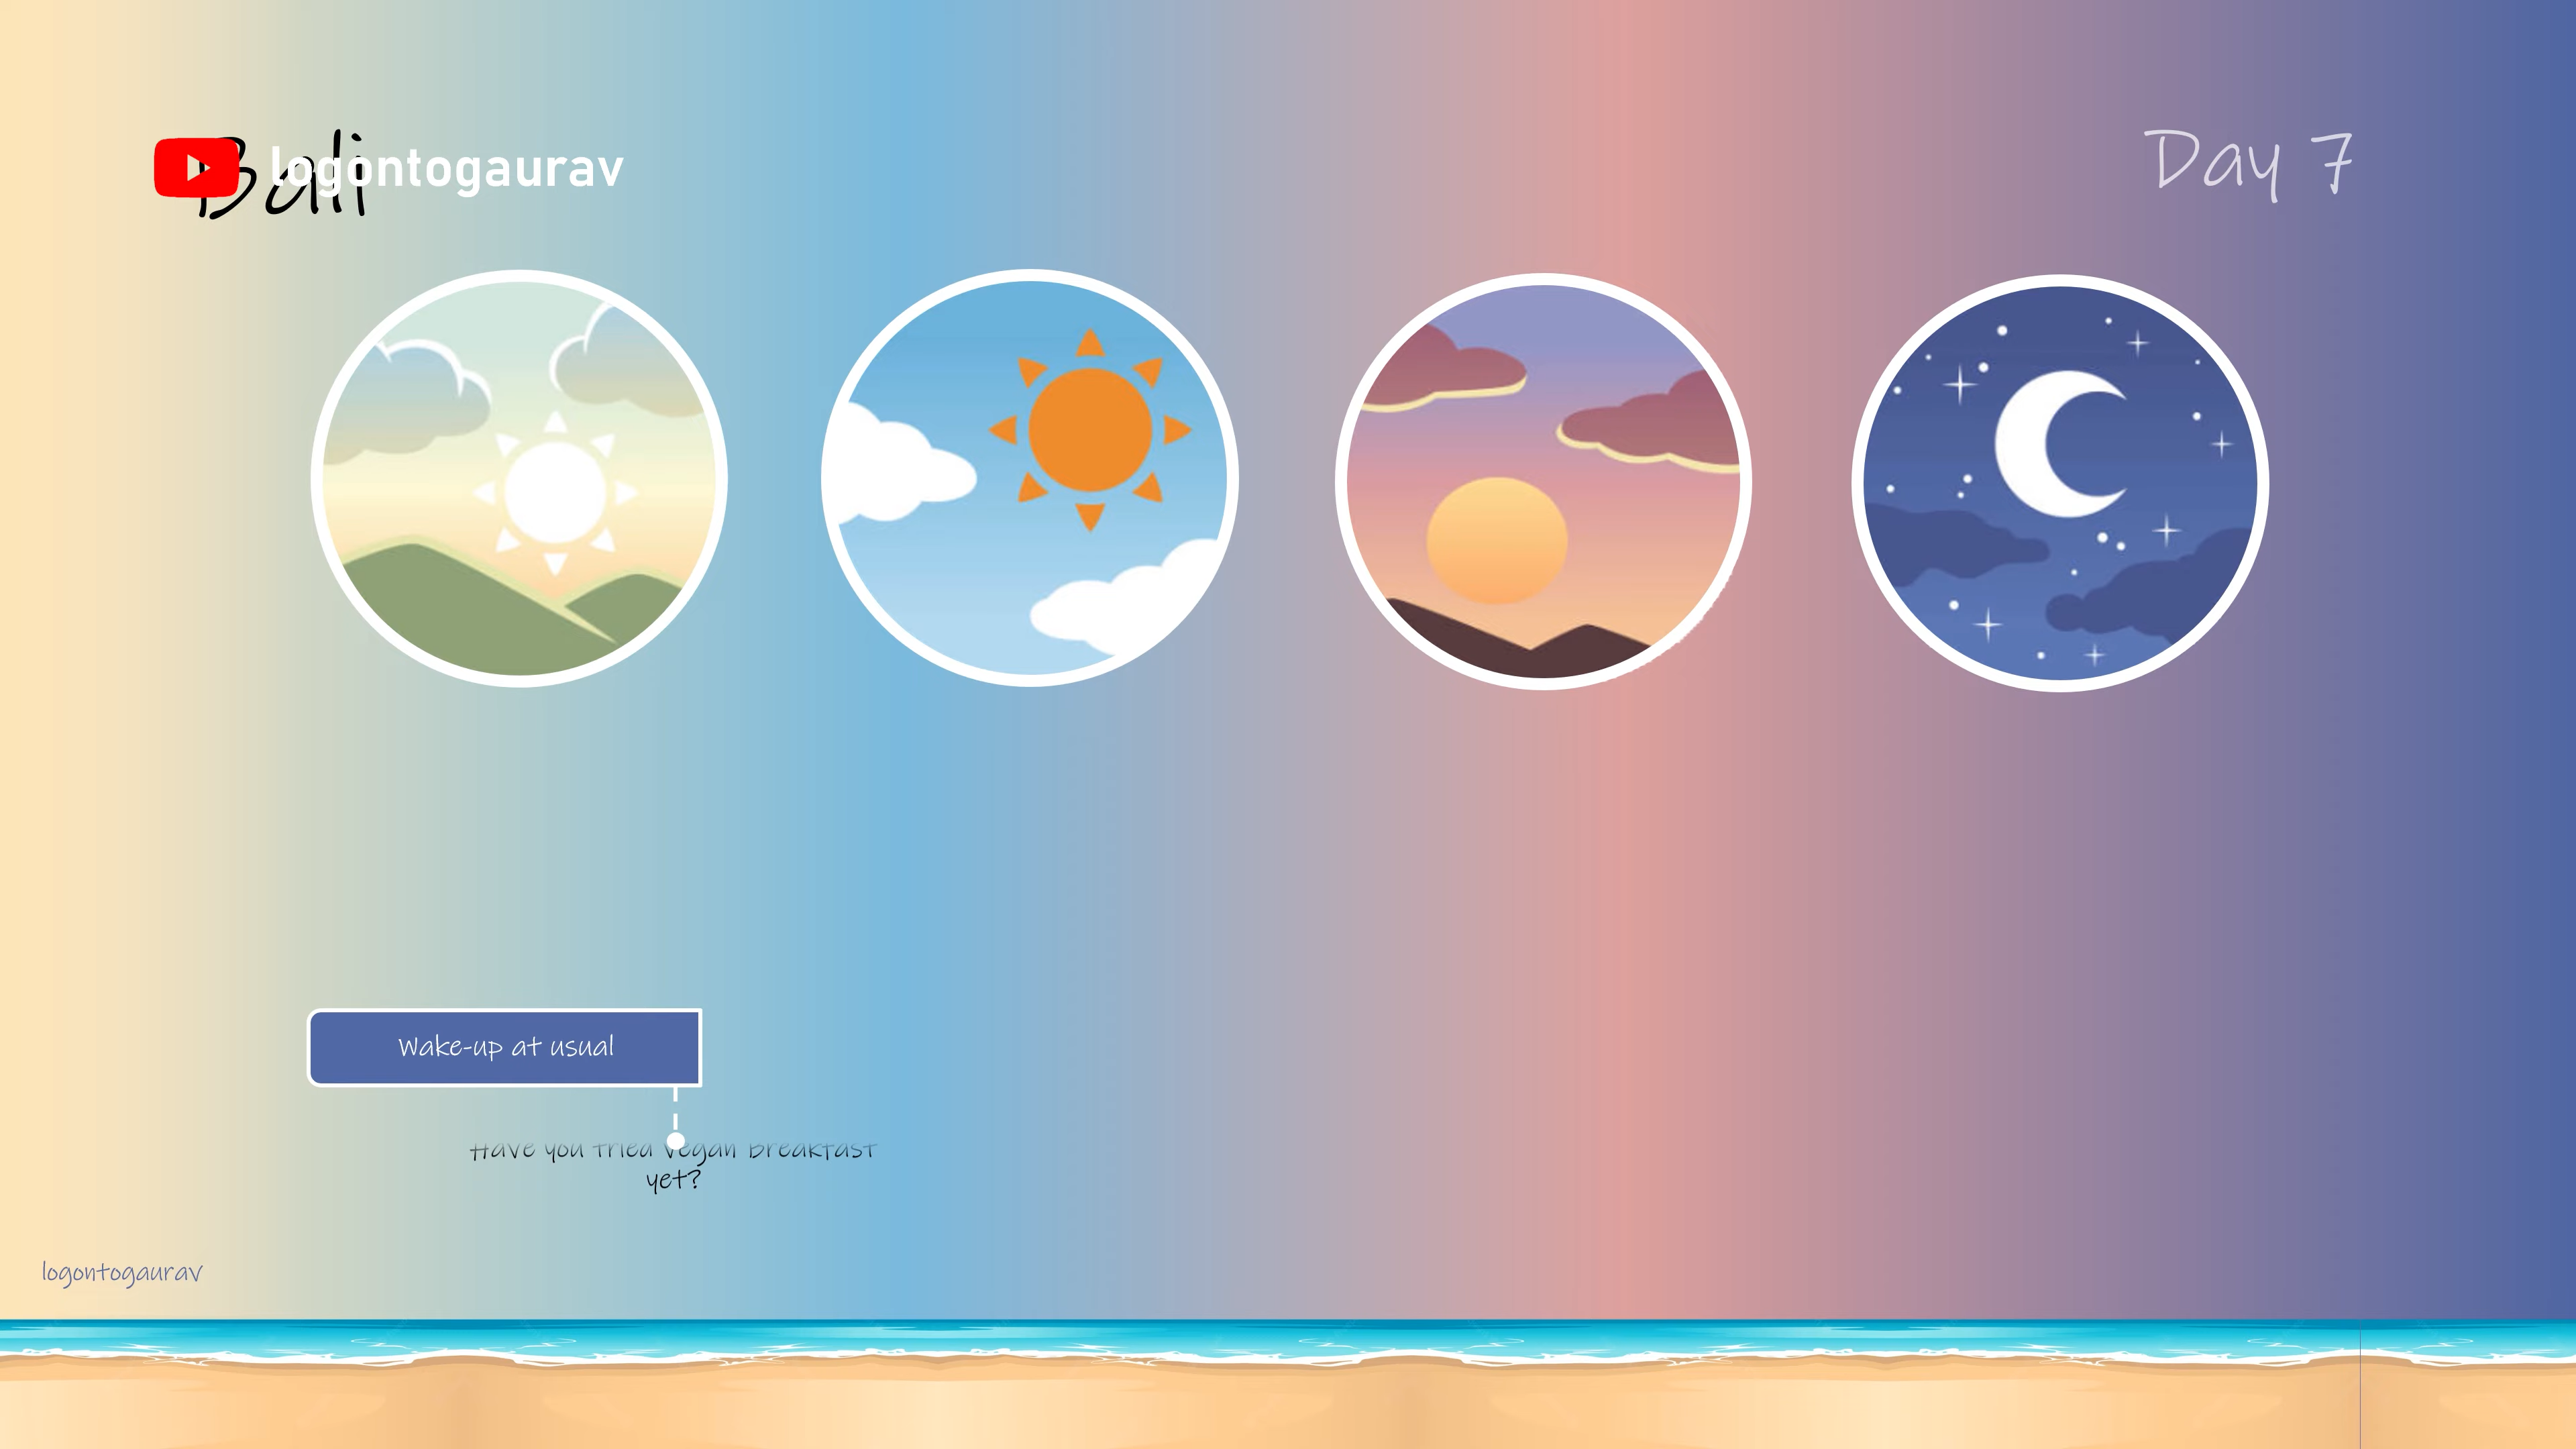 Bali
logontogaurav
Day 7
Wake-up at usual
Have you tried vegan breakfast
yet?
logontogaurav